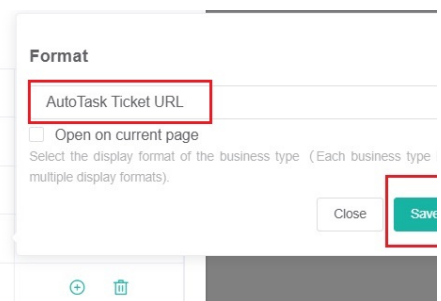 Format
AutoTask Ticket URL
Open on current page
Select the display format of the business type (Each business type
multiple display formats).
Close
Save